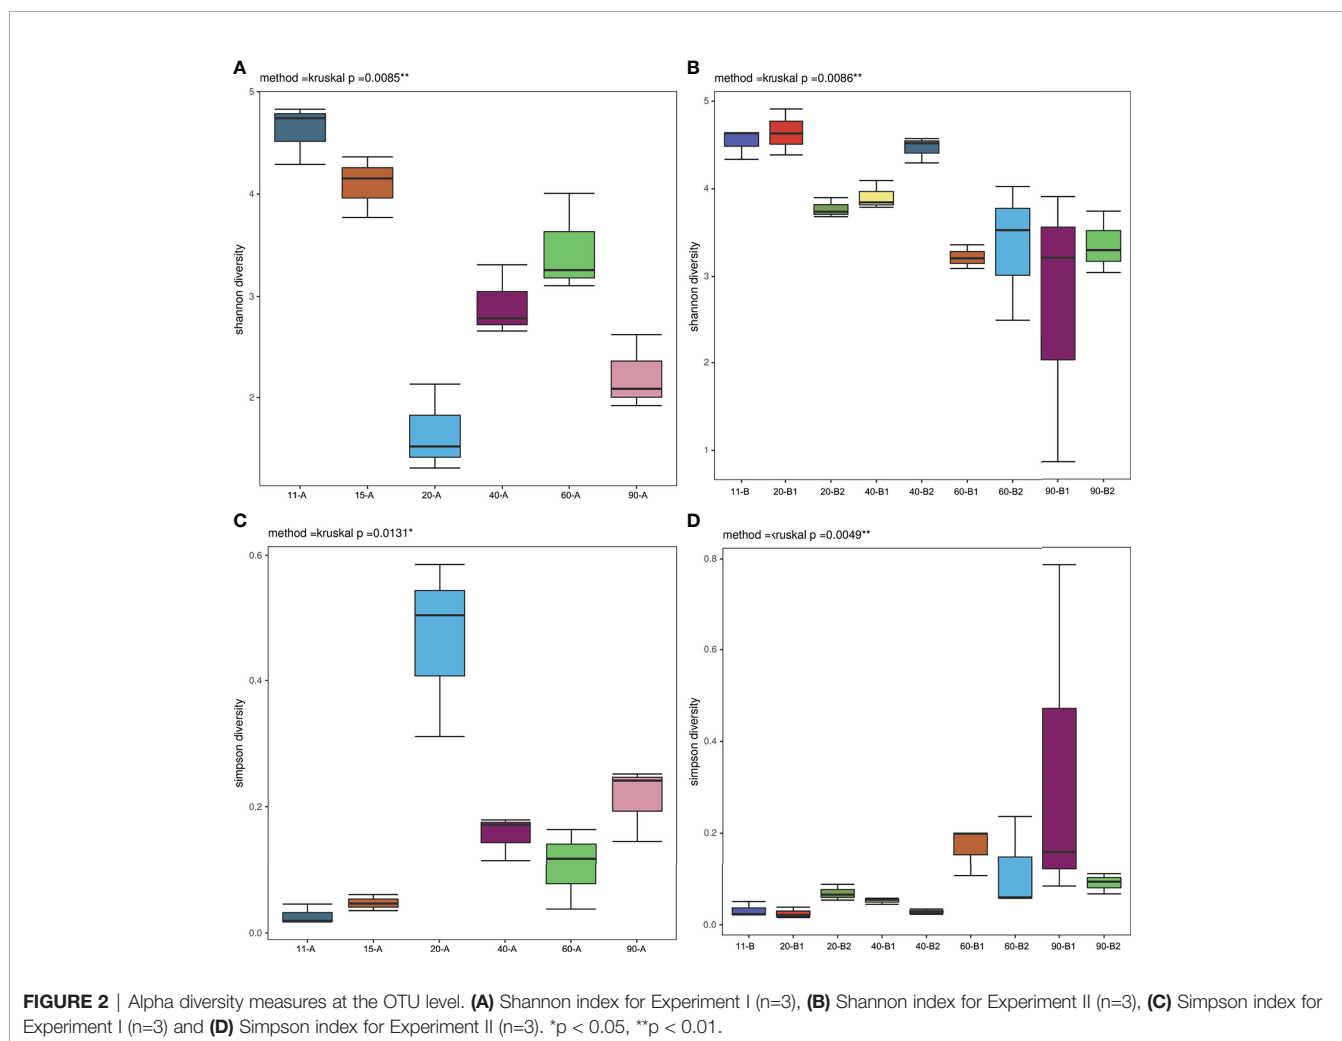 A
method =kruskal p =0.0085**
5
4
3
2
shannon diversity
11-A 15-A 20-A 40-A 60-A 90-A
B
method =kruskal p =0.0086**
5
4
3
2
1
shannon diversity
11-B 20-B1 20-B2 40-B1 40-B2 60-B1 60-B2 90-B1 90-B2
C
method =kruskal p =0.0131*
0.6
0.4
0.2
0.0
simpson diversity
11-A 15-A 20-A 40-A 60-A 90-A
D
method =kruskal p =0.0049**
0.8
0.6
0.4
0.2
0.0
simpson diversity
11-B 20-B1 20-B2 40-B1 40-B2 60-B1 60-B2 90-B1 90-B2
FIGURE 2 | Alpha diversity measures at the OTU level. (A) Shannon index for Experiment I (n=3), (B) Shannon index for Experiment II (n=3), (C) Simpson index for
Experiment I (n=3) and (D) Simpson index for Experiment II (n=3). *p < 0.05, **p < 0.01.